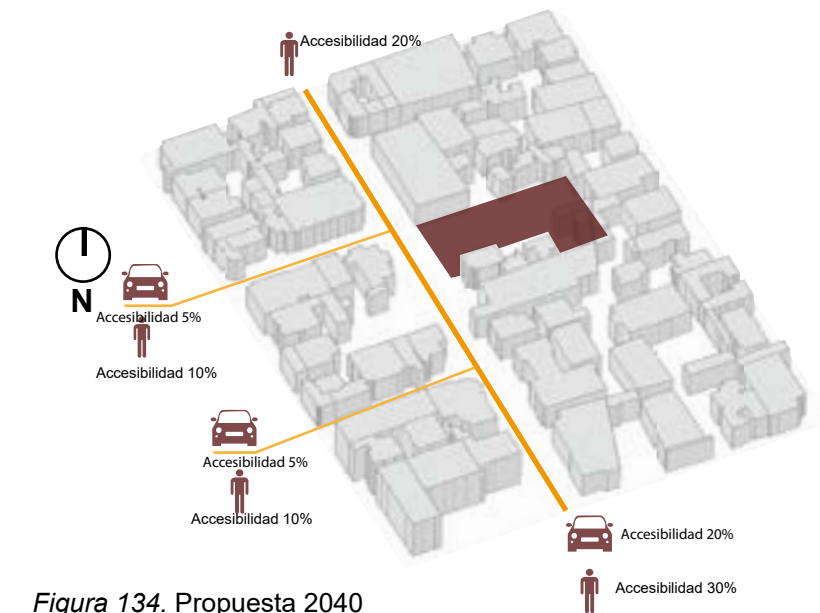 Accesibilidad 20%
N
Accesibilidad 5%
Accesibilidad 10%
Accesibilidad 5%
Accesibilidad 10%
Accesibilidad 20%
Accesibilidad 30%
Figura 134. Propuesta 2040